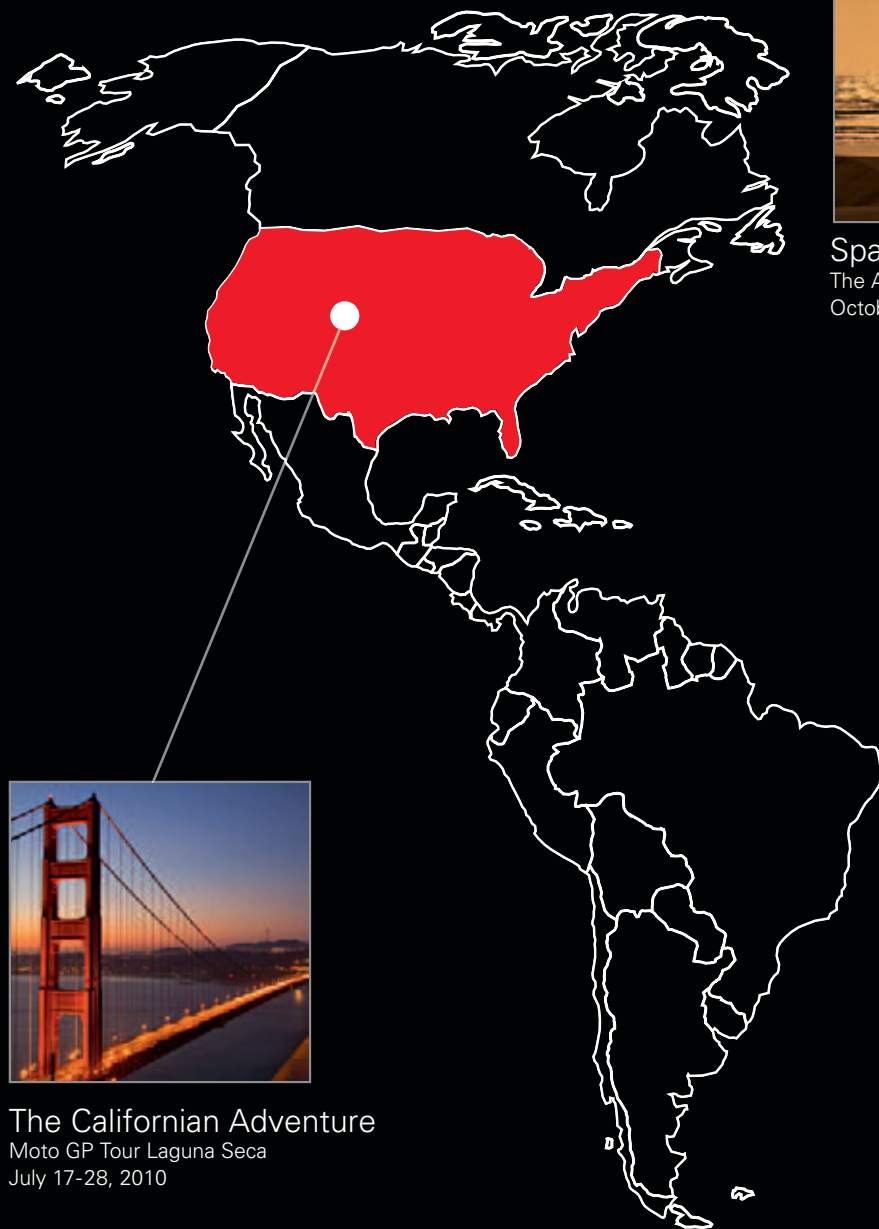 Spa
The A
Octob
The Californian Adventure
Moto GP Tour Laguna Seca
July 17-28, 2010